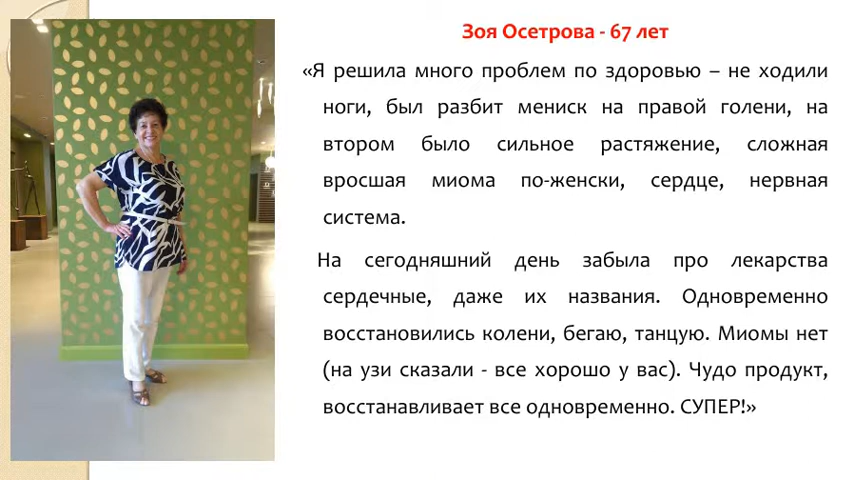 Зоя Осетрова - 67 лет
«Я решила много проблем по здоровью – не ходили
ноги, был разбит мениск на правой голени, на
втором было сильное растяжение, сложная
вросшая миома по-женски, сердце, нервная
система.
На сегодняшний день забыла про лекарства
сердечные, даже их названия. Одновременно
восстановились колени, бегаю, танцую. Миомы нет
(на узи сказали - все хорошо у вас). Чудо продукт,
восстанавливает все одновременно. СУПЕР!»